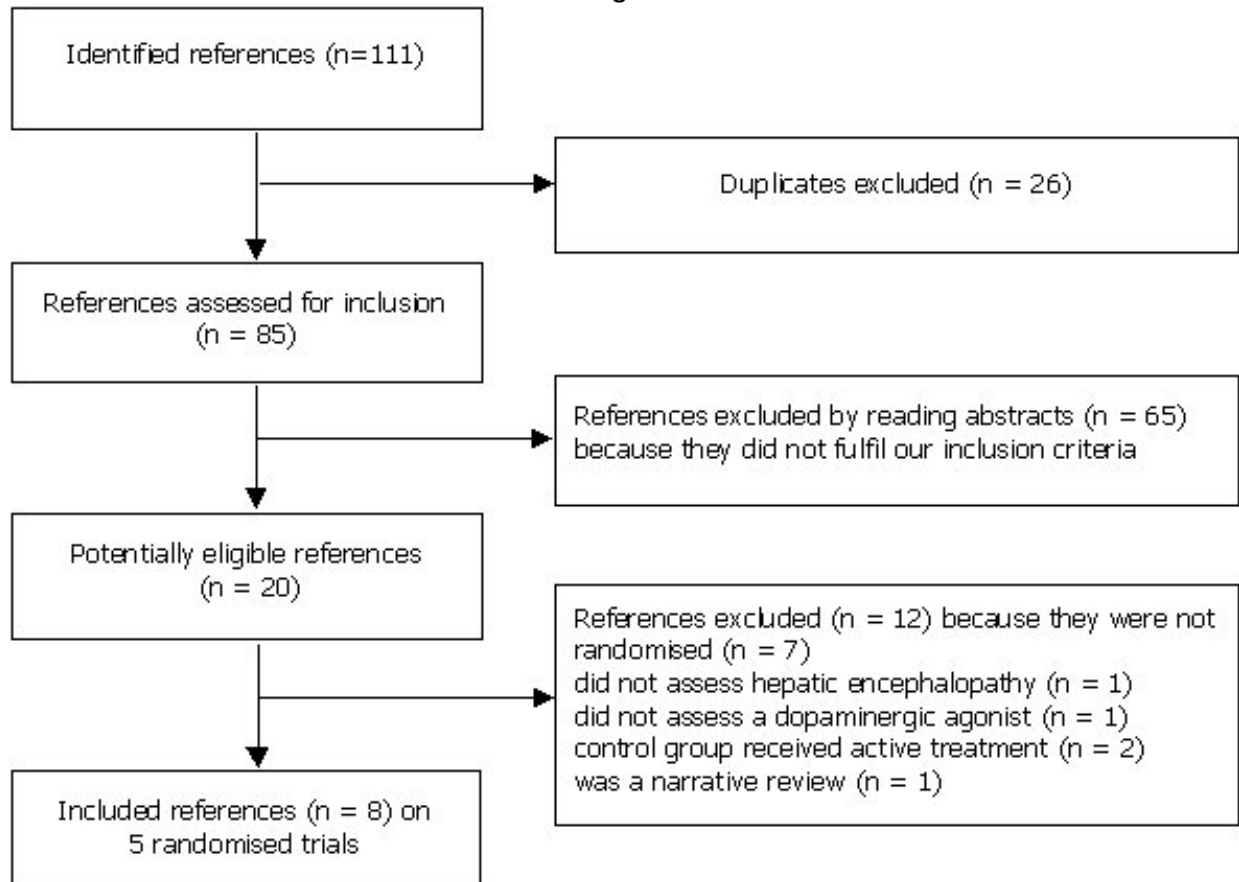 Identified references (n=111)
Duplicates excluded (n = 26)
References assessed for inclusion
(n = 85)
References excluded by reading abstracts (n = 65)
because they did not fulfil our inclusion criteria
Potentially eligible references
(n = 20)
References excluded (n = 12) because they were not
randomised (n = 7)
did not assess hepatic encephalopathy (n = 1)
did not assess a dopaminergic agonist (n = 1)
control group received active treatment (n = 2)
was a narrative review (n = 1)
Included references (n = 8) on
5 randomised trials